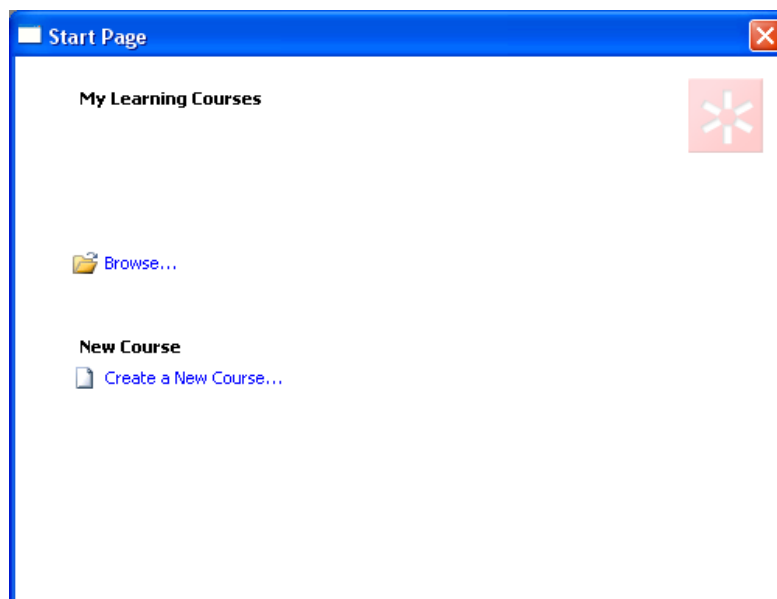 Start Page
My Learning Courses
Browse...
New Course
Create a New Course...